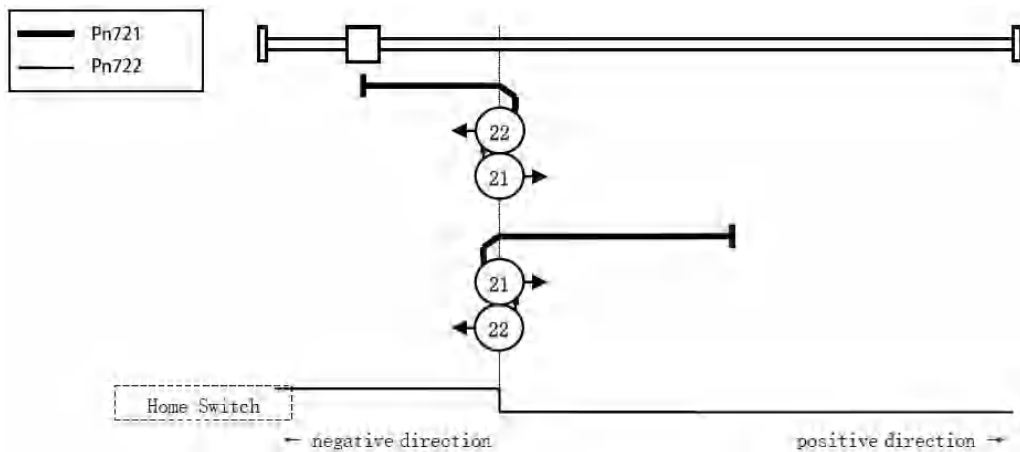 Pn721
Pn722
22
21
21
22
Home Switch
← negative direction
positive direction →